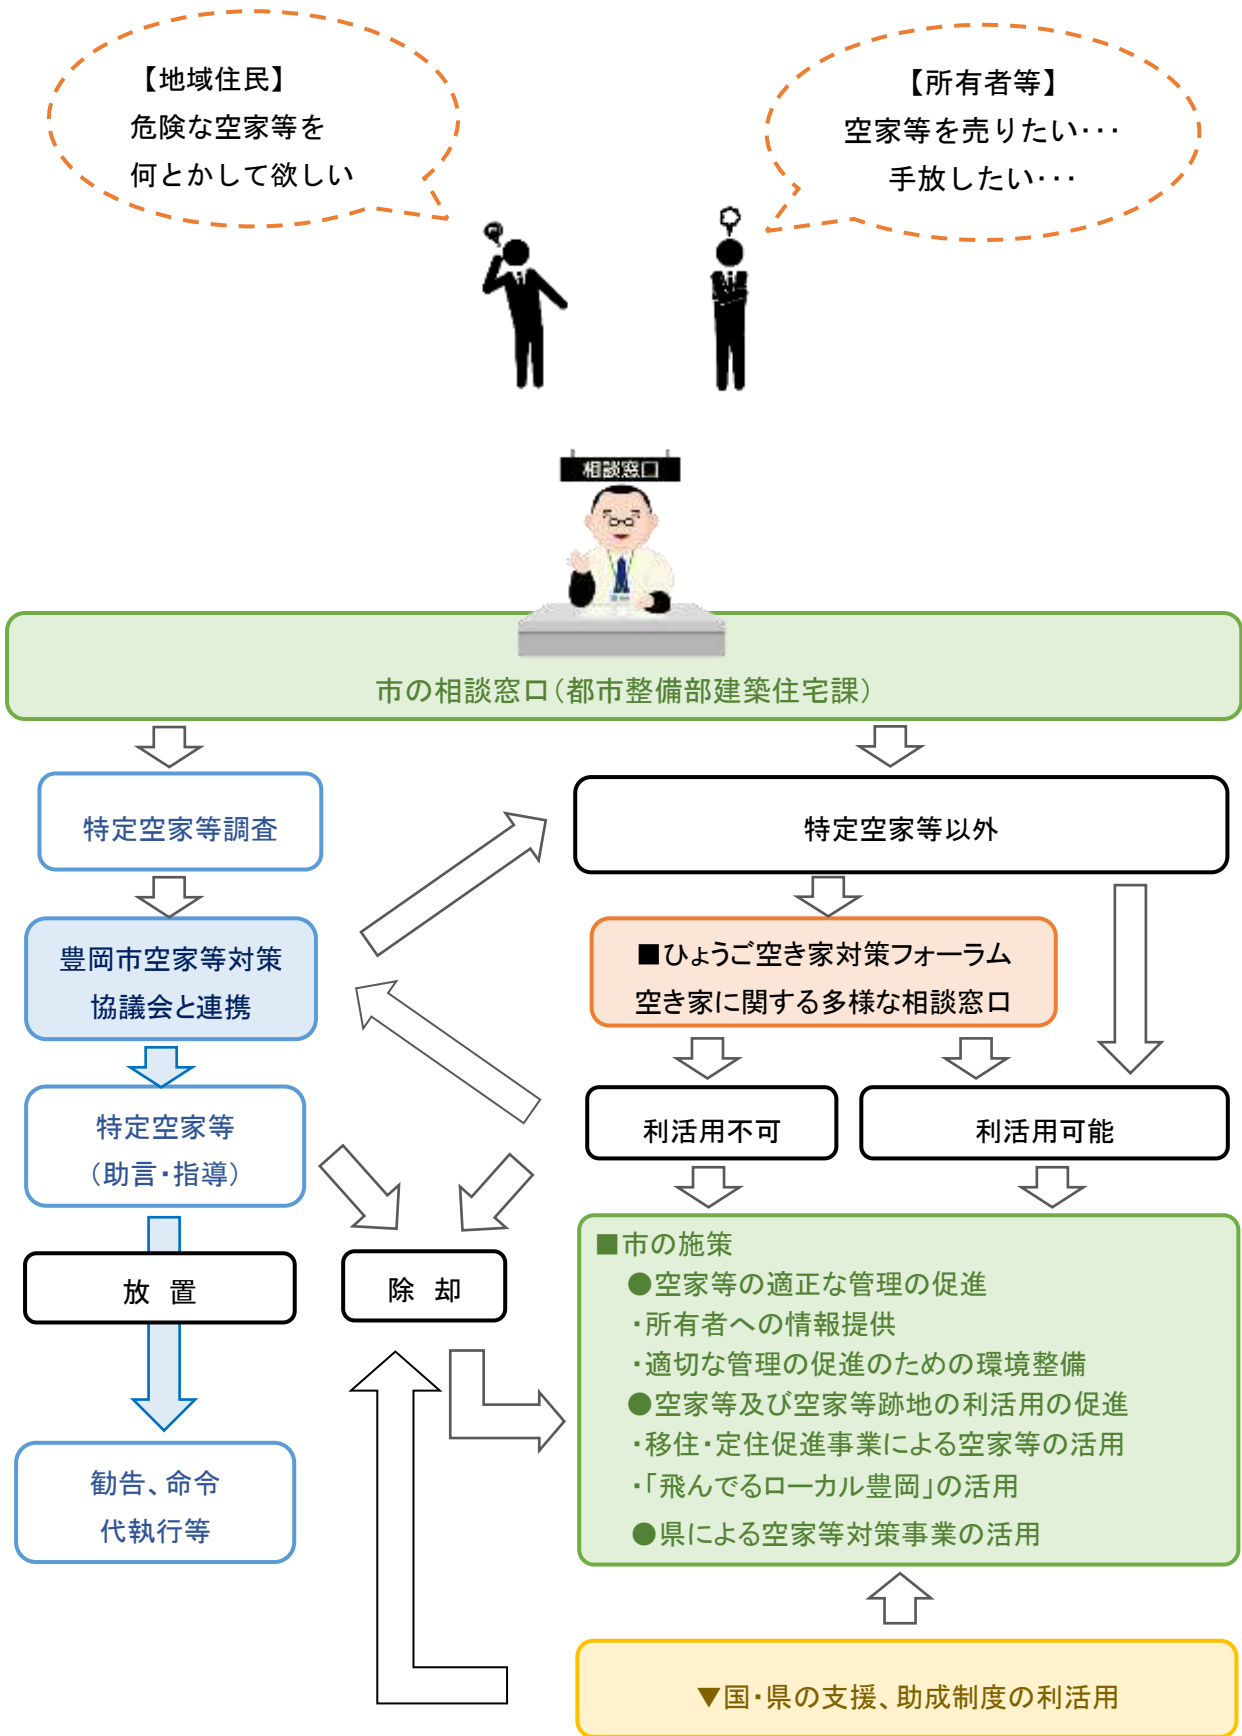 【地域住民】
危険な空家等を
何とかして欲しい
【所有者等】
空家等を売りたい･･･
手放したい･･･
相談窓口
市の相談窓口（都市整備部建築住宅課）
特定空家等調査
特定空家等以外
豊岡市空家等対策
協議会と連携
■ひょうご空き家対策フォーラム
空き家に関する多様な相談窓口
特定空家等
（助言・指導）
利活用不可
利活用可能
放 置
除 却
■市の施策
●空家等の適正な管理の促進
・所有者への情報提供
・適切な管理の促進のための環境整備
●空家等及び空家等跡地の利活用の促進
・移住・定住促進事業による空家等の活用
・「飛んでるローカル豊岡」の活用
●県による空家等対策事業の活用
勧告、命令
代執行等
▼国・県の支援、助成制度の利活用